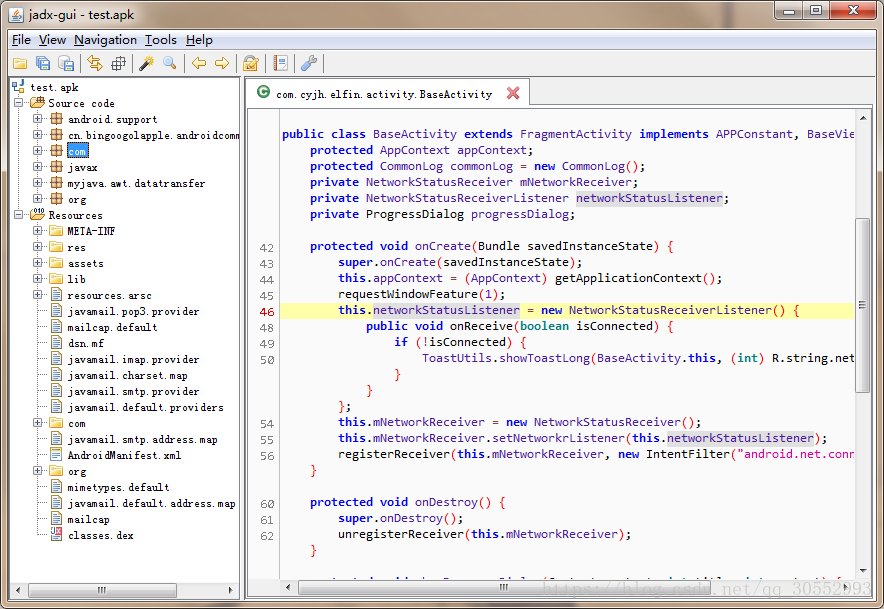 jadx-gui - test.apk
File View Navigation Tools Help
test.apk
Source code
android.support
cn.bingoogolapple.androidcomm
com
javax
myjava.awt.datatransfer
org
Resources
META-INF
res
assets
lib
resources.arsc
javamail.pop3.provider
mailcap.default
dsn.mf
javamail.imap.provider
javamail.charset.map
javamail.smtp.provider
javamail.default.providers
com
javamail.smtp.address.map
AndroidManifest.xml
org
mimetypes.default
javamail.default.address.map
mailcap
classes.dex
com.cyjh.elfin.activity.BaseActivity
public class BaseActivity extends FragmentActivity implements APPConstant, BaseVie
protected AppContext appContext;
protected CommonLog commonLog = new CommonLog();
private NetworkStatusReceiver mNetworkReceiver;
private NetworkStatusReceiverListener networkStatusListener;
private ProgressDialog progressDialog;
42 protected void onCreate(Bundle savedInstanceState) {
43 super.onCreate(savedInstanceState);
44 this.appContext = (AppContext) getApplicationContext();
45 requestWindowFeature(1);
46 this.networkStatusListener = new NetworkStatusReceiverListener() {
48 public void onReceive(boolean isConnected) {
49 if (!isConnected) {
50 ToastUtils.showToastLong(BaseActivity.this, (int) R.string.net
}
}
};
54 this.mNetworkReceiver = new NetworkStatusReceiver();
55 this.mNetworkReceiver.setNetworkrListener(this.networkStatusListener);
56 registerReceiver(this.mNetworkReceiver, new IntentFilter("android.net.conn
}
60 protected void onDestroy() {
61 super.onDestroy();
62 unregisterReceiver(this.mNetworkReceiver);
}
https://blog.csdn.net/qq_30552993